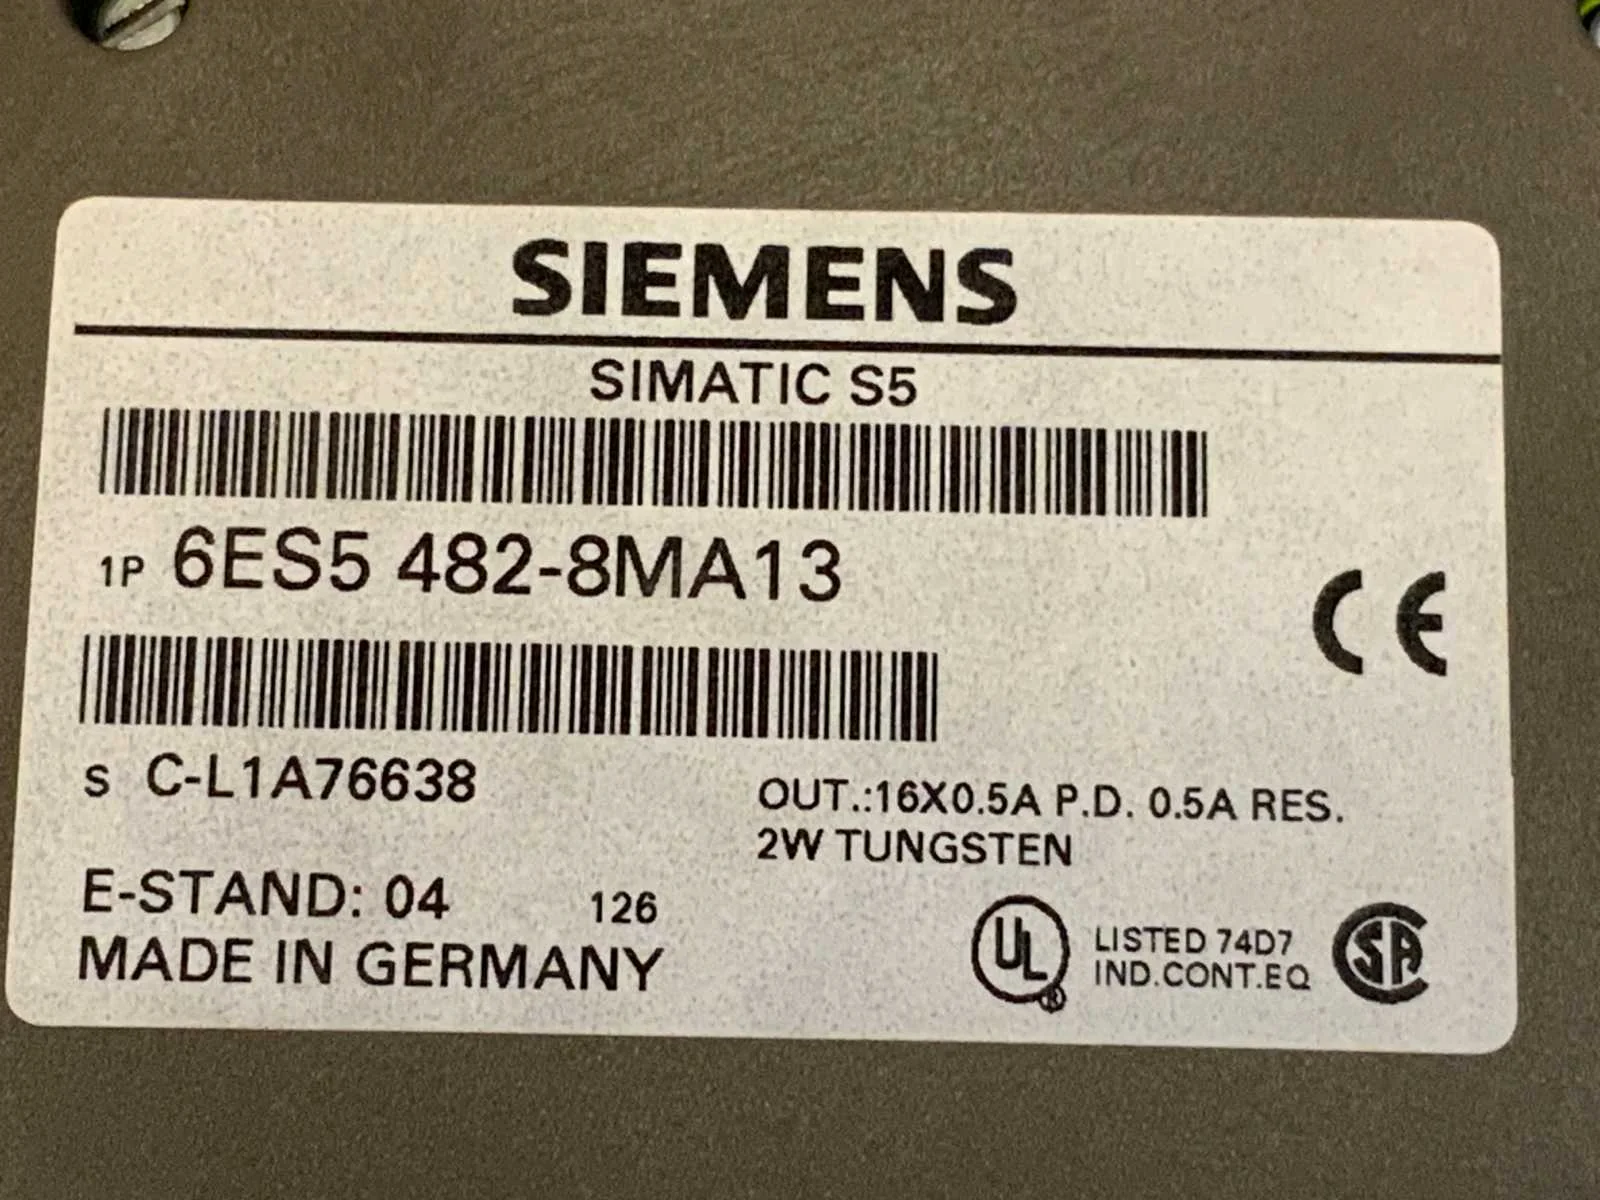 SIEMENS
SIMATIC S5
1P 6ES5 482-8MA13
S C-L1A76638
OUT.:16X0.5A P.D. 0.5A RES.
2W TUNGSTEN
E-STAND: 04 126
MADE IN GERMANY
CE
UL ®
LISTED 74D7
IND.CONT.EQ
SA